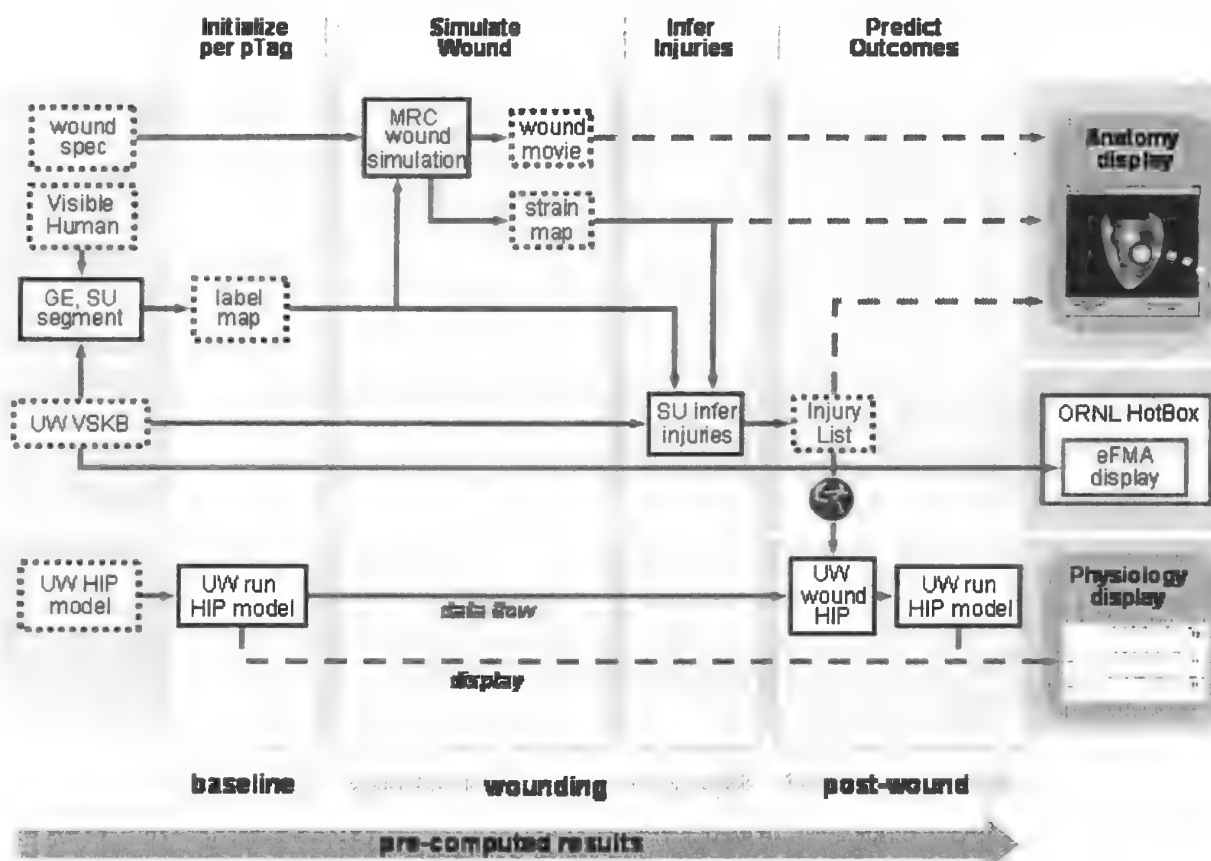 Initialize
per pTag
Simulate
Wound
Infer
Injuries
Predict
Outcomes
wound
spec
MRC
wound
simulation
wound
movie
Anatomy
display
Visible
Human
strain
map
GE, SU
segment
label
map
UW VSKB
SU infer
injuries
Injury
List
ORNL HotBox
eFMA
display
UW HIP
model
UW run
HIP model
data flow
UW
wound
HIP
UW run
HIP model
Physiology
display
display
baseline
wounding
post-wound
pre-computed results